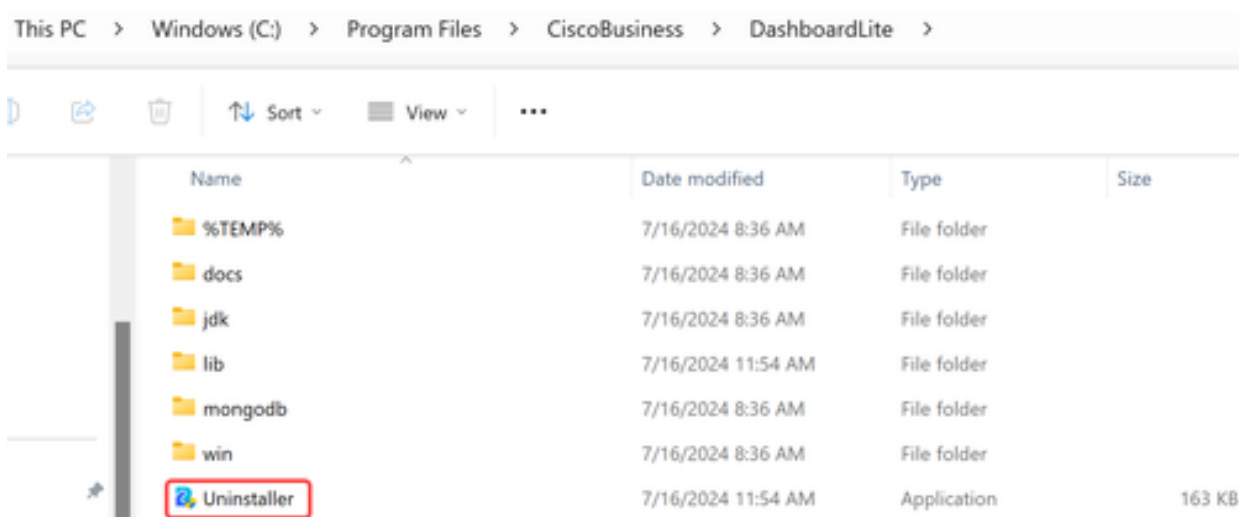 This PC > Windows (C:) > Program Files > CiscoBusiness > DashboardLite >
Sort View ...
Name Date modified Type Size
%TEMP% 7/16/2024 8:36 AM File folder
docs 7/16/2024 8:36 AM File folder
jdk 7/16/2024 8:36 AM File folder
lib 7/16/2024 11:54 AM File folder
mongodb 7/16/2024 8:36 AM File folder
win 7/16/2024 8:36 AM File folder
Uninstaller 7/16/2024 11:54 AM Application 163 KB